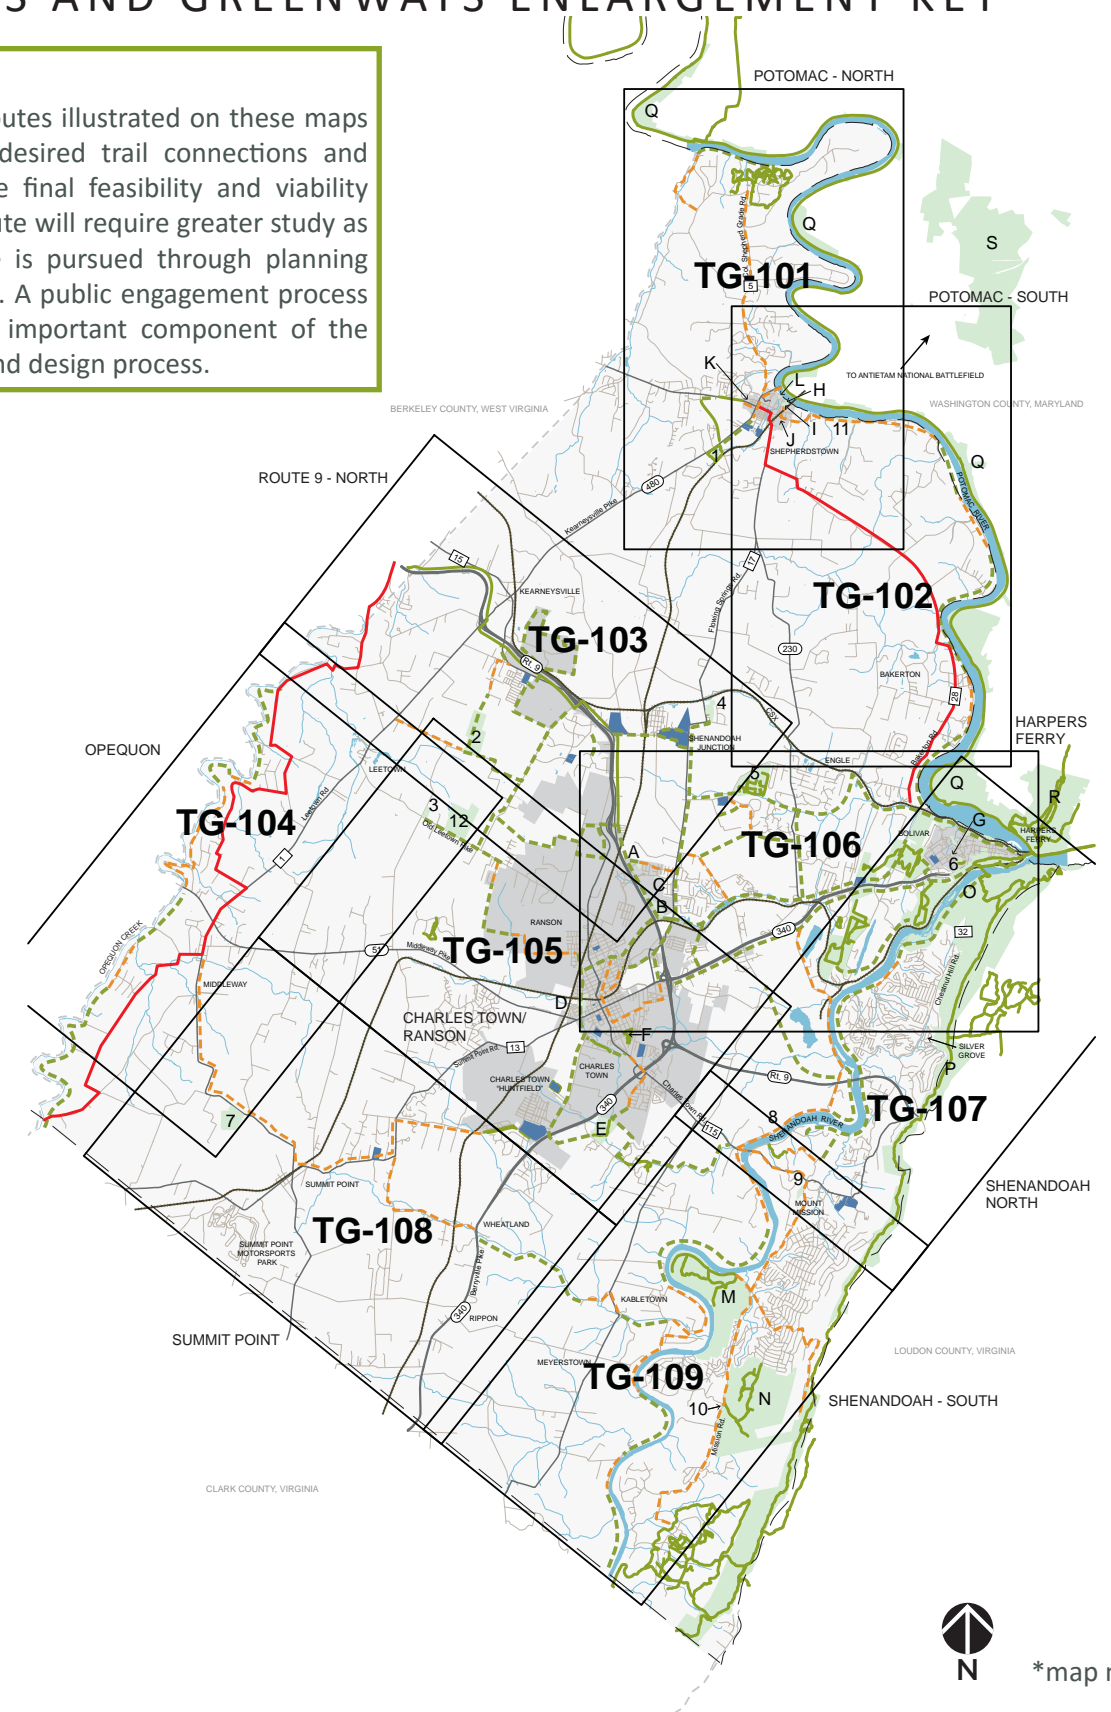 S AND GREENWAYS ENLARGEMENT KEY
utes illustrated on these maps
desired trail connections and
e final feasibility and viability
ute will require greater study as
e is pursued through planning
. A public engagement process
important component of the
nd design process.
POTOMAC - NORTH
Q
Q
S
Col. Shepherd Grade Rd.
TG-101
5
POTOMAC - SOUTH
TO ANTIETAM NATIONAL BATTLEFIELD
K
L
H
I
J
11
1
SHEPHERDSTOWN
BERKELEY COUNTY, WEST VIRGINIA
WASHINGTON COUNTY, MARYLAND
Q
POTOMAC RIVER
ROUTE 9 - NORTH
480
Kearneysville Pike
15
17
Flowing Springs Rd.
KEARNEYSVILLE
TG-102
TG-103
Rt. 9
230
BAKERTON
28
4
CSX
SHENANDOAH
JUNCTION
HARPERS
FERRY
Bakerton Rd.
ENGLE
OPEQUON
2
LEETOWN
5
Q
R
3
12
Old Leetown Pike
Leetown Rd
TG-104
1
TG-106
G
BOLIVAR
HARPERS
FERRY
6
A
C
B
O
RANSON
340
32
OPEQUON CREEK
51
Middleway Pike
TG-105
Chestnut Hill Rd.
MIDDLEWAY
D
CHARLES TOWN/
RANSON
F
13
Summit Point Rd.
SILVER
GROVE
P
CHARLES TOWN
"HUNTFIELD"
CHARLES
TOWN
Rt. 9
340
Charles Town Rd.
115
TG-107
8
SHENANDOAH RIVER
7
E
L
9
MOUNT
MISSION
SHENANDOAH
NORTH
SUMMIT POINT
TG-108
WHEATLAND
SUMMIT POINT
MOTORSPORTS
PARK
Berryville Pike
340
RIPPON
KABLETOWN
M
SUMMIT POINT
MEYERSTOWN
TG-109
LOUDON COUNTY, VIRGINIA
10
N
SHENANDOAH - SOUTH
Mission Rd.
CLARK COUNTY, VIRGINIA
N
*map n